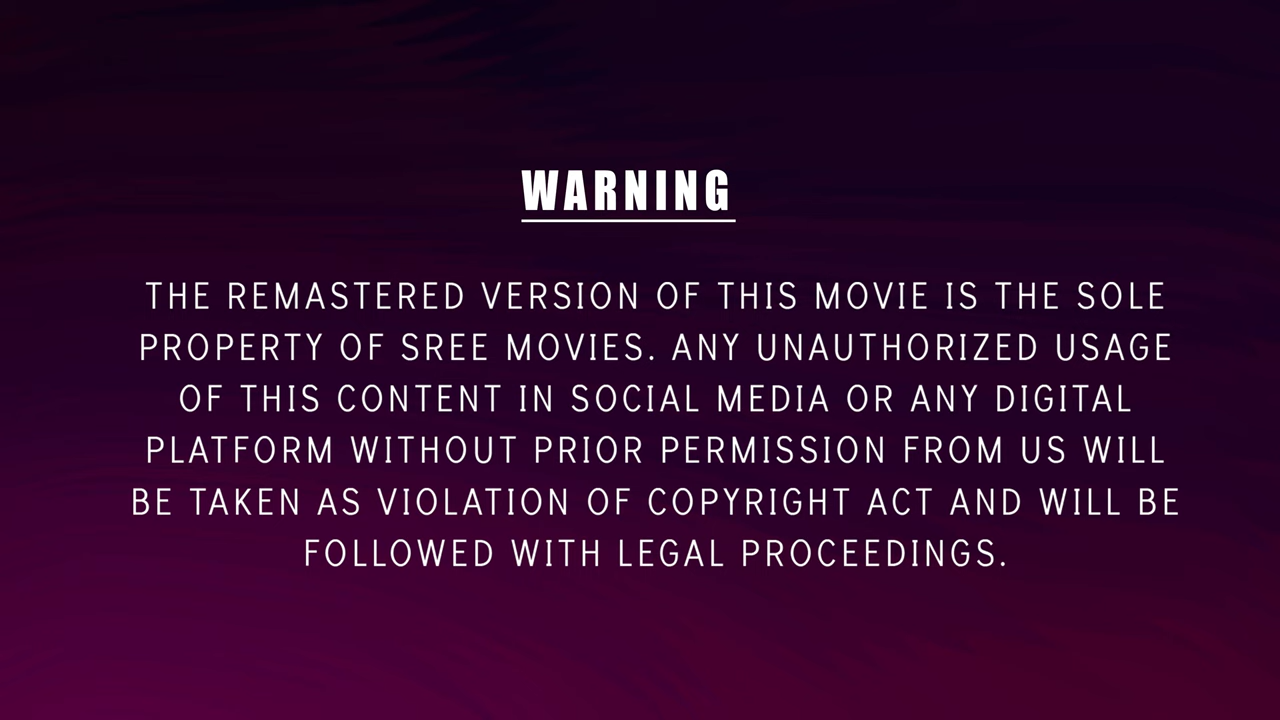 WARNING
THE REMASTERED VERSION OF THIS MOVIE IS THE SOLE
PROPERTY OF SREE MOVIES. ANY UNAUTHORIZED USAGE
OF THIS CONTENT IN SOCIAL MEDIA OR ANY DIGITAL
PLATFORM WITHOUT PRIOR PERMISSION FROM US WILL
BE TAKEN AS VIOLATION OF COPYRIGHT ACT AND WILL BE
FOLLOWED WITH LEGAL PROCEEDINGS.